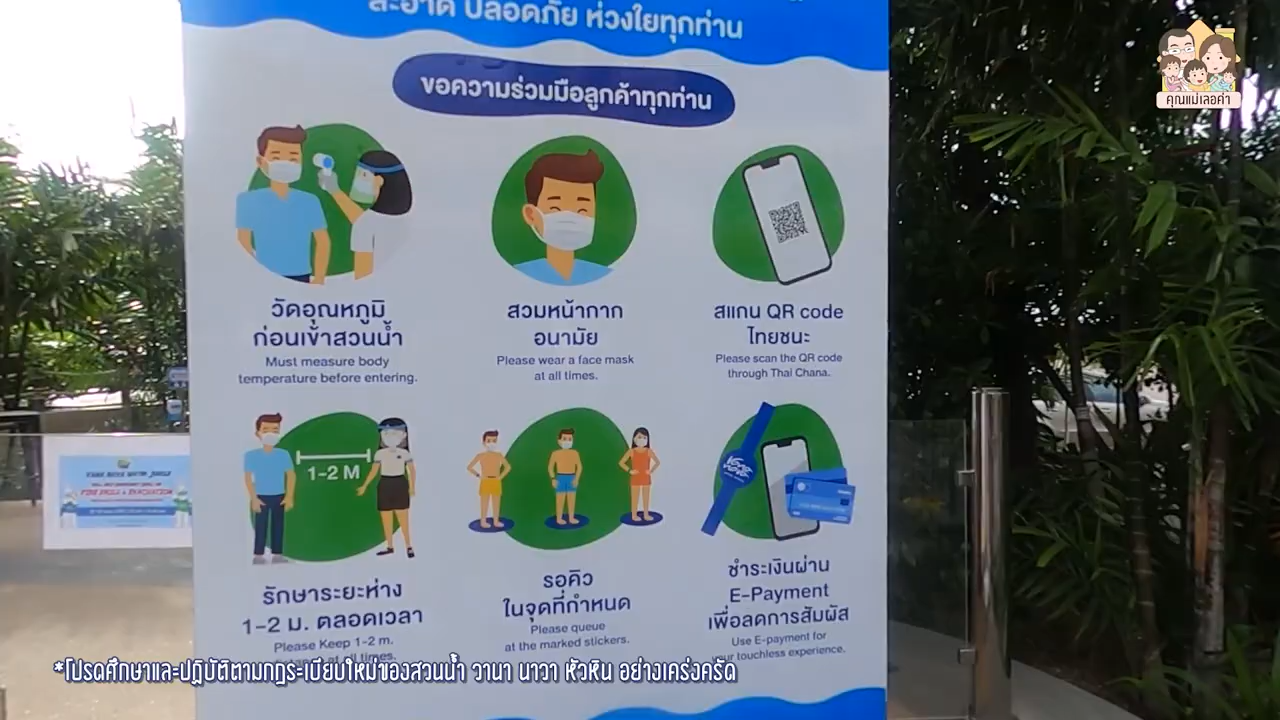 สะอาด ปลอดภัย ห่วงใยทุกท่าน
คุณแม่เลอค่า
ขอความร่วมมือลูกค้าทุกท่าน
วัดอุณหภูมิ
ก่อนเข้าสวนน้ำ
Must measure body
temperature before entering.
สวมหน้ากาก
อนามัย
Please wear a face mask
at all times.
สแกน QR code
ไทยชนะ
Please scan the QR code
through Thai Chana.
1-2 M
รักษาระยะห่าง
1-2 ม. ตลอดเวลา
Please Keep 1-2 m.
at all times.
รอคิว
ในจุดที่กำหนด
Please queue
at the marked stickers.
ชำระเงินผ่าน
E-Payment
เพื่อลดการสัมผัส
Use E-payment for
your touchless experience.
VANA NAVA WATER JUNGLE
FIRE DRILL & EVACUATION
*โปรดศึกษาและปฏิบัติตามกฎระเบียบใหม่ของสวนน้ำ วานา นาวา หัวหิน อย่างเคร่งครัด